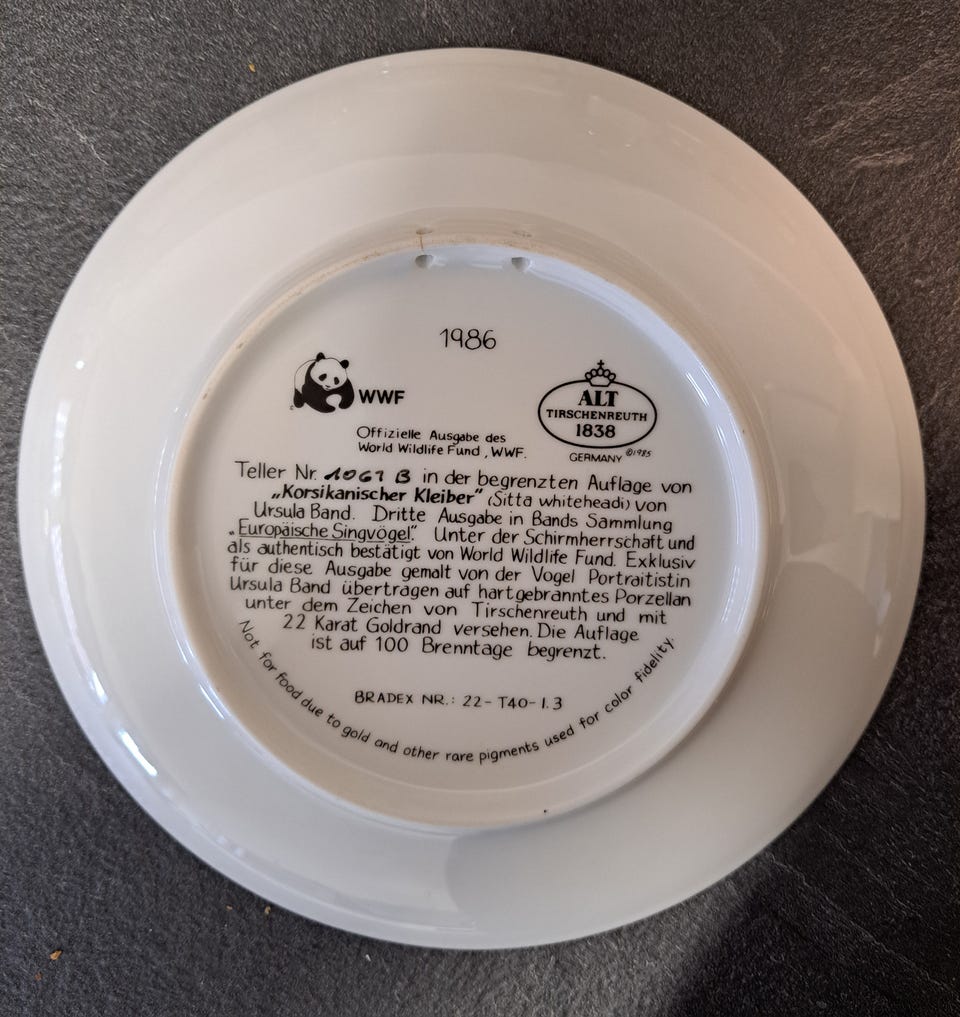 1986
WWF
ALT
TIRSCHENREUTH
1838
GERMANY ©1985
Offizielle Ausgabe des
World Wildlife Fund, WWF.
Teller Nr. 1061 B in der begrenzten Auflage von
„Korsikanischer Kleiber" (Sitta whiteheadi) von
Ursula Band. Dritte Ausgabe in Bands Sammlung
„Europäische Singvögel". Unter der Schirmherrschaft und
als authentisch bestätigt von World Wildlife Fund. Exklusiv
für diese Ausgabe gemalt von der Vogel Portraitistin
Ursula Band übertragen auf hartgebranntes Porzellan
unter dem Zeichen von Tirschenreuth und mit
22 Karat Goldrand versehen. Die Auflage
ist auf 100 Brenntage begrenzt.
BRADEX NR.: 22-T40-1.3
Not for food due to gold and other rare pigments used for color fidelity.